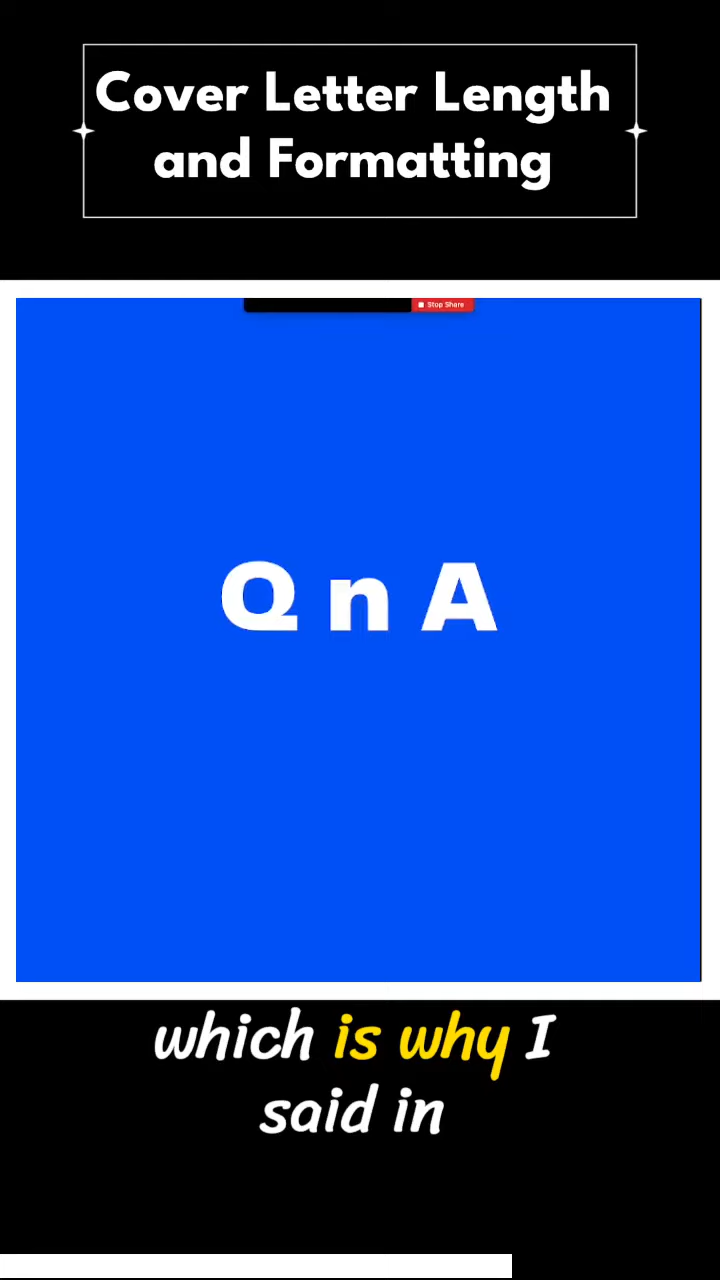 Cover Letter Length
and Formatting
Stop Share
Q n A
which is why I
said in